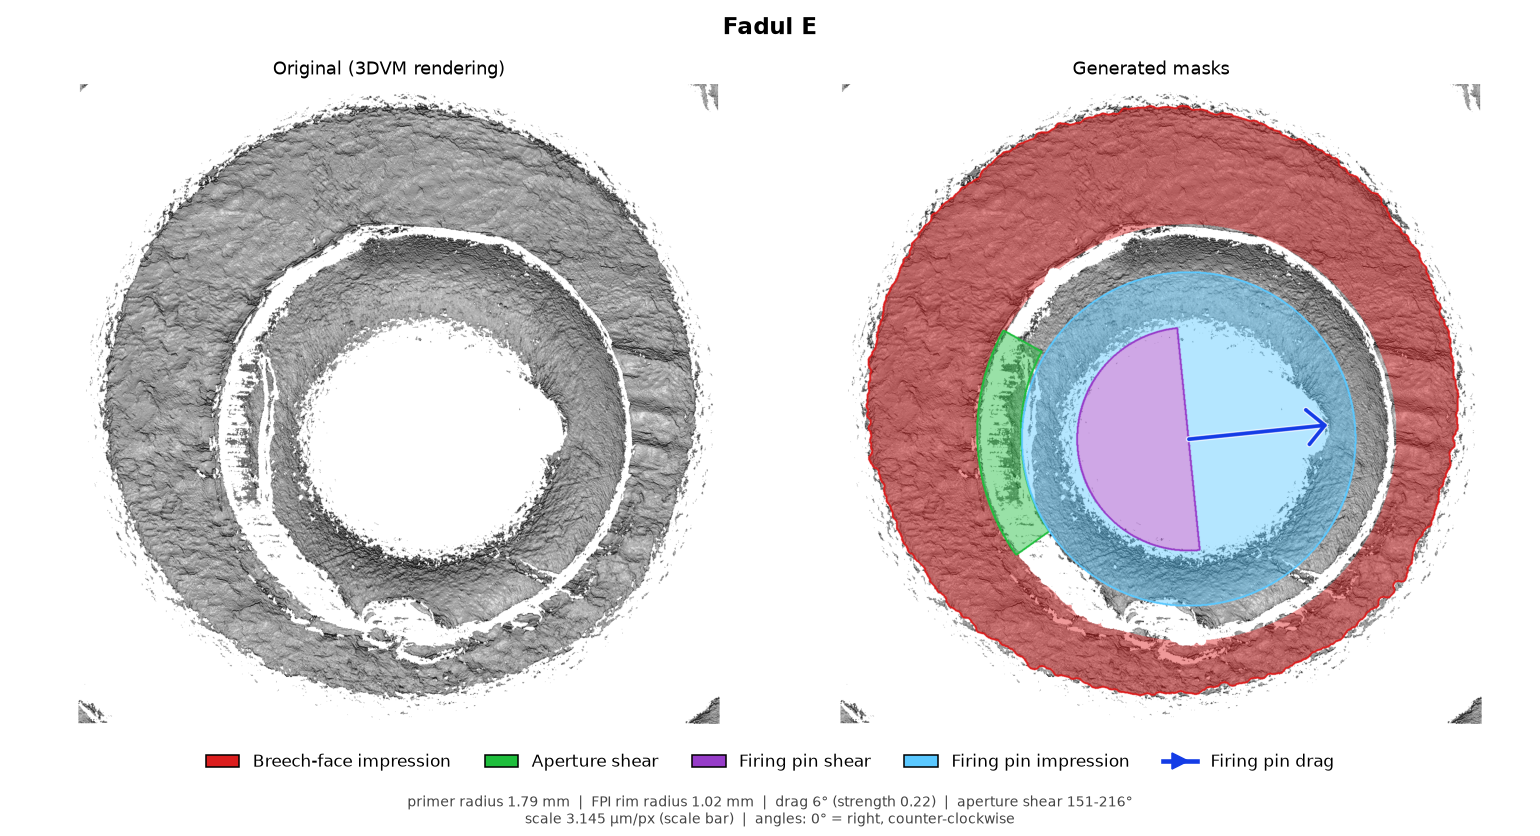 Fadul E
Original (3DVM rendering)
Generated masks
Breech-face impression
Aperture shear
Firing pin shear
Firing pin impression
Firing pin drag
primer radius 1.79 mm | FPI rim radius 1.02 mm | drag 6° (strength 0.22) | aperture shear 151-216°
scale 3.145 µm/px (scale bar) | angles: 0° = right, counter-clockwise